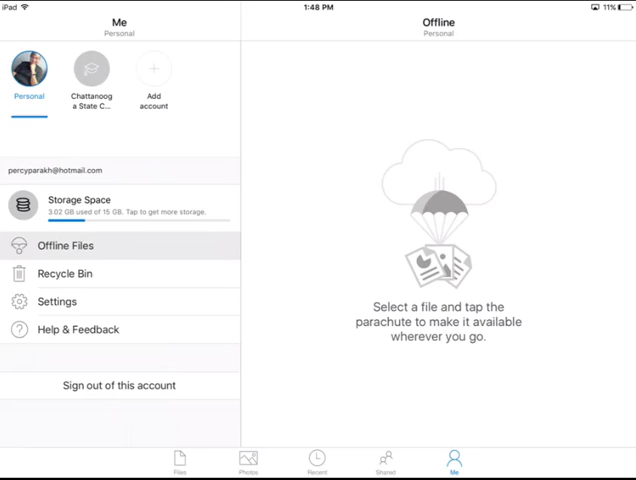 iPad
1:48 PM
11%
Me
Personal
Personal
Chattanoog
a State C...
Add
account
percyparakh@hotmail.com
Storage Space
3.02 GB used of 15 GB. Tap to get more storage.
Offline Files
Recycle Bin
Settings
Help & Feedback
Sign out of this account
Offline
Personal
Select a file and tap the
parachute to make it available
wherever you go.
Files
Photos
Recent
Shared
Me